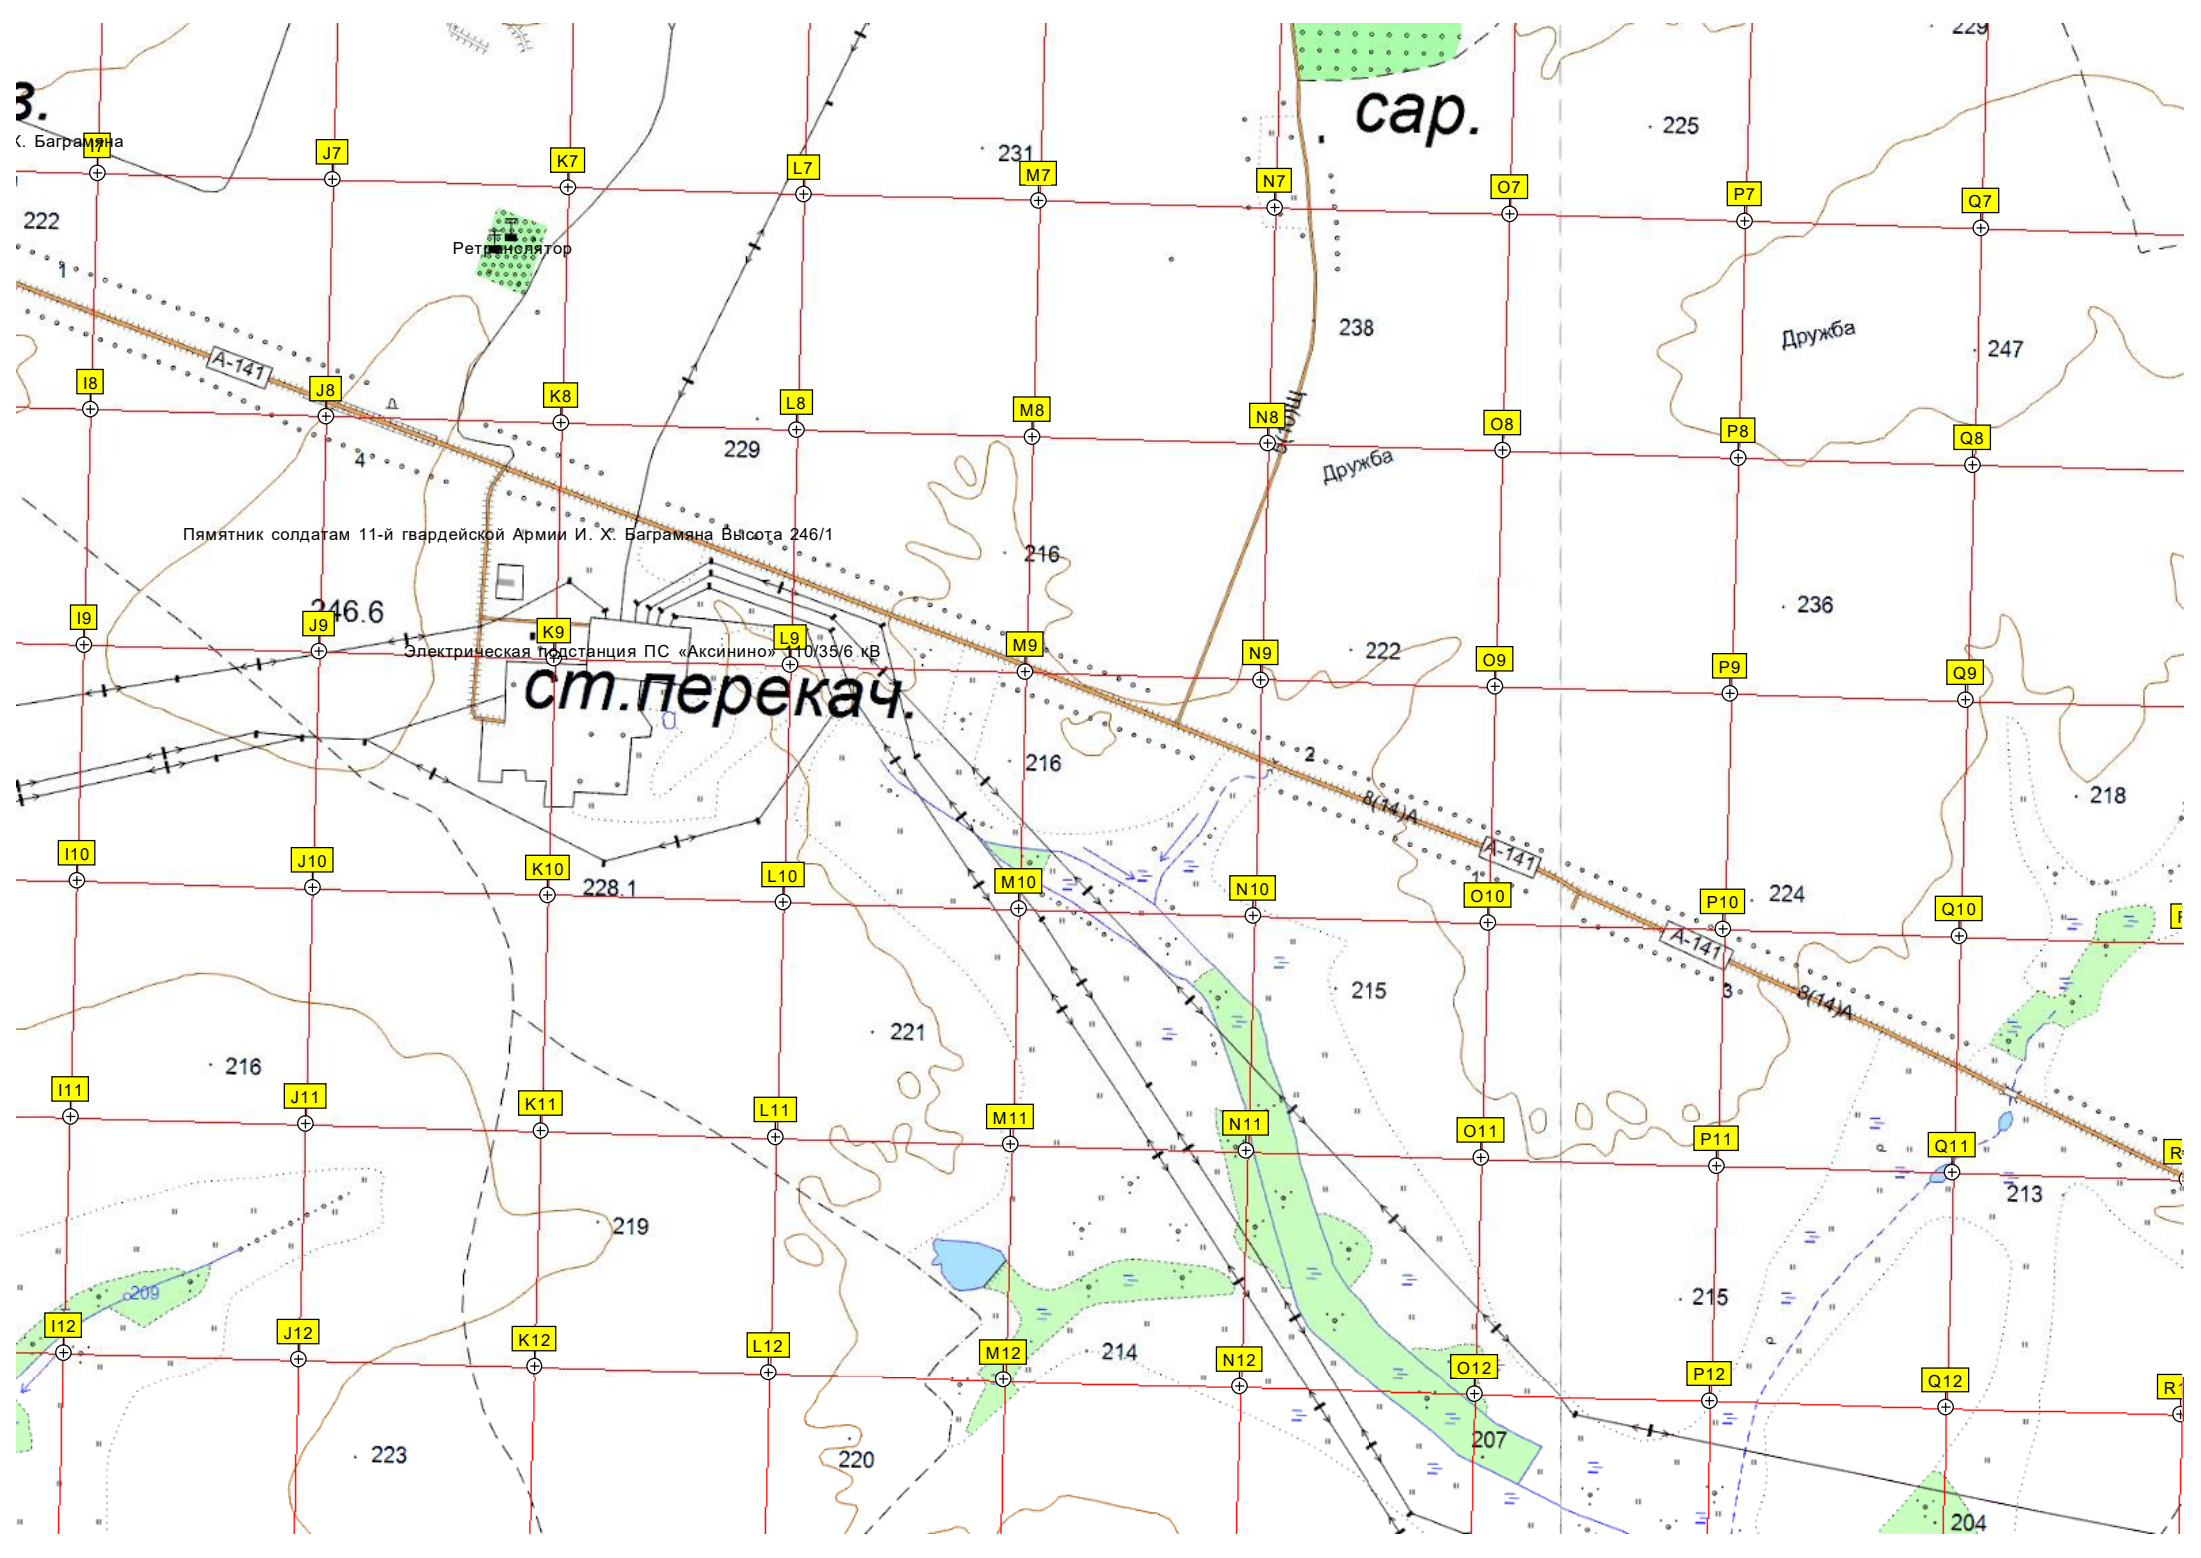 229
з.
сар.
225
Х. Баграмяна
I7
J7
K7
231
L7
M7
N7
O7
P7
Q7
222
Ретранслятор
1
238
Дружба
247
А-141
I8
J8
K8
L8
M8
N8
5(10)Щ
O8
P8
Q8
4
229
Дружба
Пямятник солдатам 11-й гвардейской Армии И. Х. Баграмяна Высота 246/1
216
246.6
236
I9
J9
K9
L9
M9
N9
222
O9
P9
Q9
Электрическая подстанция ПС «Аксинино» 110/35/6 кВ
ст.перекач.
216
2
8(14)А
218
А-141
I10
J10
K10
228.1
L10
M10
N10
1
O10
P10
224
Q10
А-141
215
3
8(14)А
221
216
I11
J11
K11
L11
M11
N11
O11
P11
Q11
R
213
219
209
215
I12
J12
K12
L12
M12
214
N12
O12
P12
Q12
R1
223
220
207
204